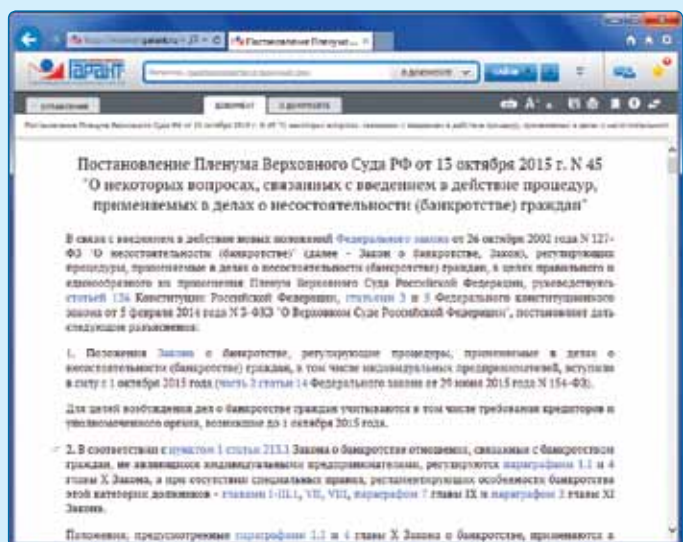 Постановление Пленума...
ГАРАНТ
В ДОКУМЕНТЕ
НАЙТИ
ОГЛАВЛЕНИЕ
ДОКУМЕНТ
О ДОКУМЕНТЕ
Постановление Пленума Верховного Суда РФ от 13 октября 2015 г. N 45
"О некоторых вопросах, связанных с введением в действие процедур,
применяемых в делах о несостоятельности (банкротстве) граждан"
В связи с введением в действие новых положений Федерального закона от 26 октября 2002 года N 127-
ФЗ "О несостоятельности (банкротстве)" (далее - Закон о банкротстве, Закон), регулирующих
процедуры, применяемые в делах о несостоятельности (банкротстве) граждан, в целях правильного и
единообразного их применения Пленум Верховного Суда Российской Федерации, руководствуясь
статьей 126 Конституции Российской Федерации, статьями 2 и 5 Федерального конституционного
закона от 5 февраля 2014 года N 3-ФКЗ "О Верховном Суде Российской Федерации", постановляет дать
следующие разъяснения:
1. Положения Закона о банкротстве, регулирующие процедуры, применяемые в делах о
несостоятельности (банкротстве) граждан, в том числе индивидуальных предпринимателей, вступили
в силу с 1 октября 2015 года (часть 2 статьи 14 Федерального закона от 29 июня 2015 года N 154-ФЗ).
Для целей возбуждения дел о банкротстве граждан учитываются в том числе требования кредиторов и
уполномоченного органа, возникшие до 1 октября 2015 года.
2. В соответствии с пунктом 1 статьи 213.1 Закона о банкротстве отношения, связанные с банкротством
граждан, не являющихся индивидуальными предпринимателями, регулируются параграфами 1.1 и 4
главы X Закона, а при отсутствии специальных правил, регламентирующих особенности банкротства
этой категории должников - главами I-III.1, VII, VIII, параграфом 7 главы IX и параграфом 2 главы XI
Закона.
Положения, предусмотренные параграфами 1.1 и 4 главы X Закона о банкротстве, применяются к